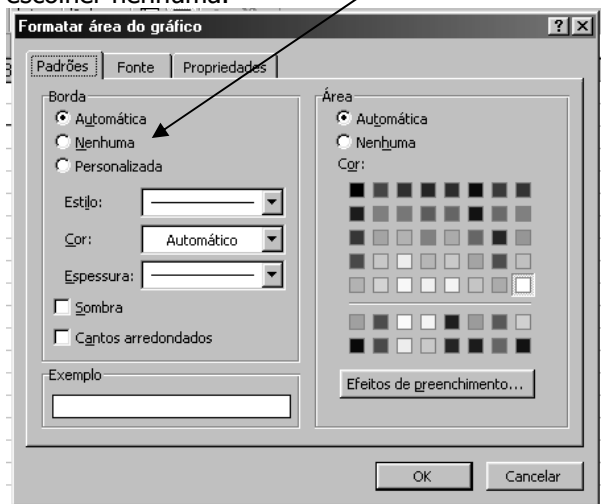 escolher nenhuma.
Formatar área do gráfico
Padrões
Fonte
Propriedades
Borda
Automática
Nenhuma
Personalizada
Estilo:
Cor:
Automático
Espessura:
Sombra
Cantos arredondados
Exemplo
Área
Automática
Nenhuma
Cor:
Efeitos de preenchimento...
OK
Cancelar